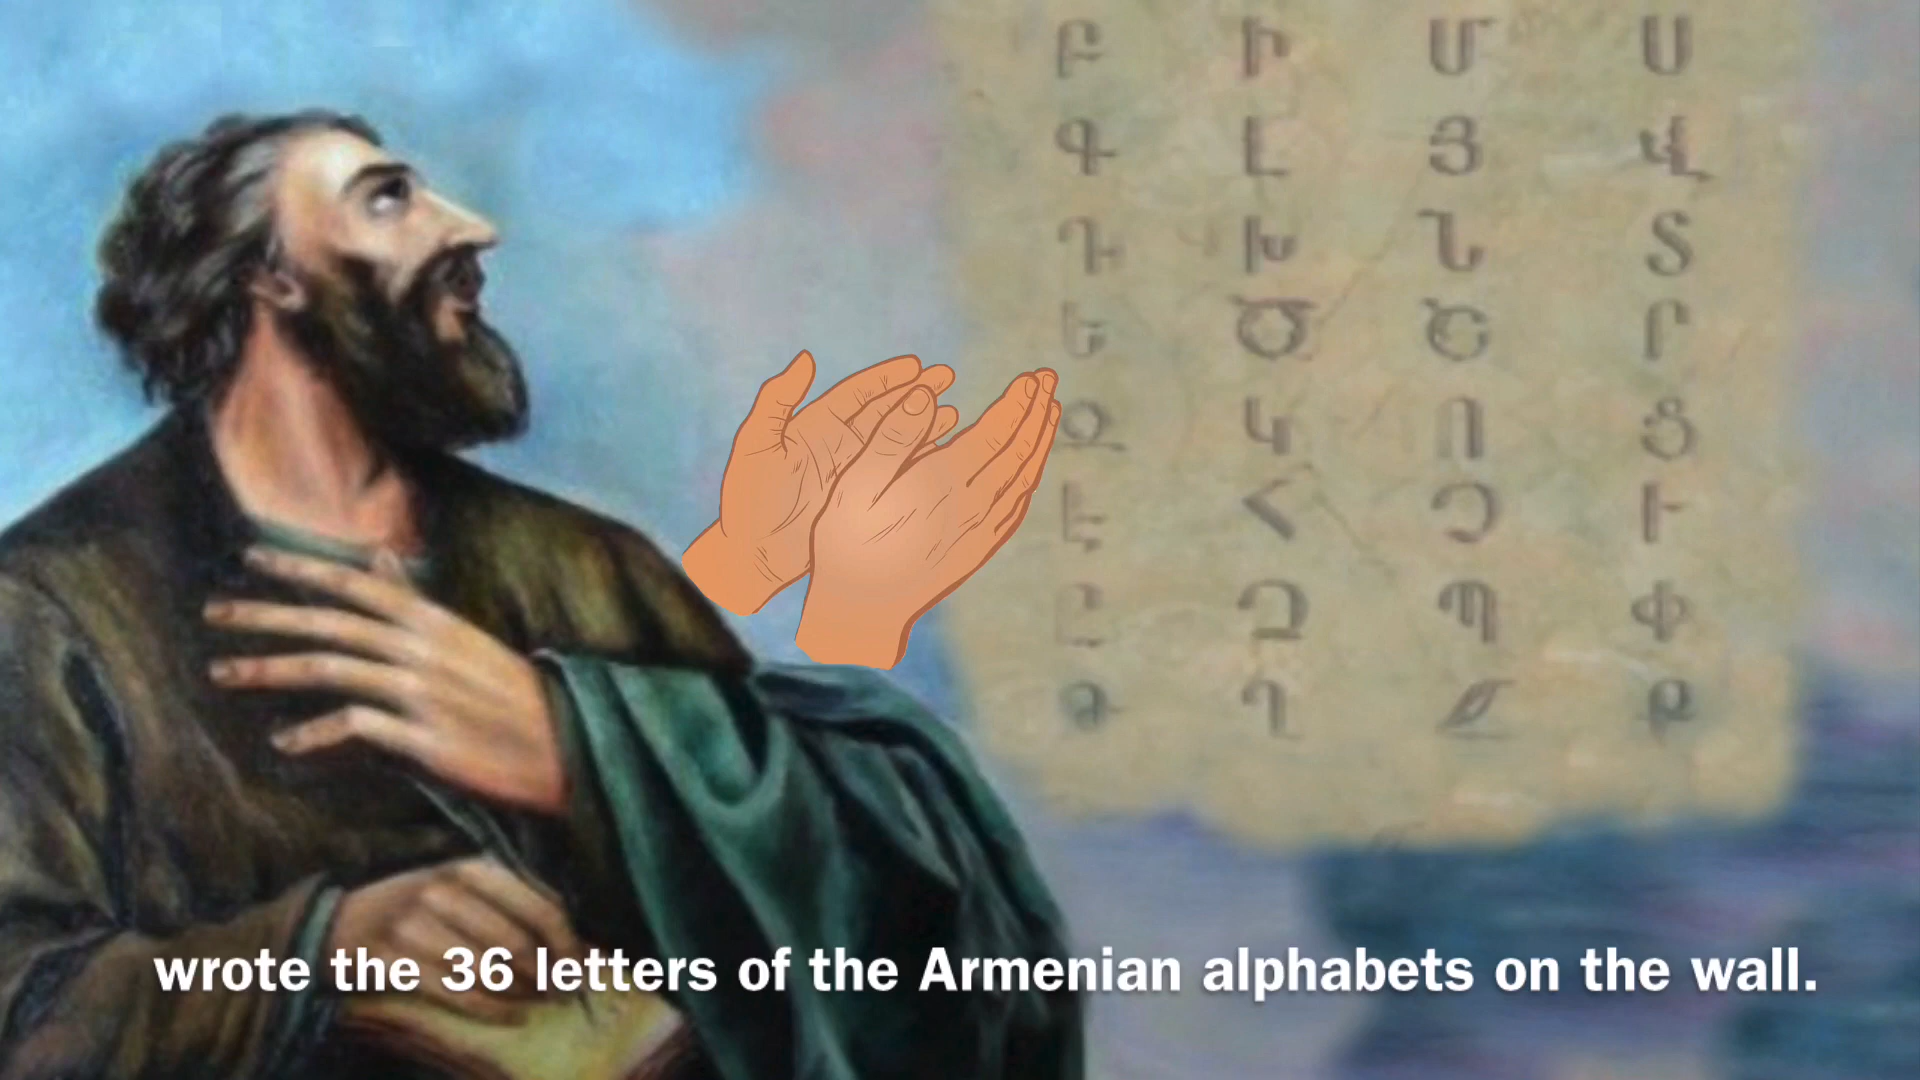 Բ Ի Մ Ս
Գ Լ Յ Վ
Դ Խ Ն Տ
Ե Ծ Շ Ր
Զ Կ Ո Ց
Է Հ Չ Ւ
Ը Ձ Պ Փ
Թ Ղ Ջ Ք
wrote the 36 letters of the Armenian alphabets on the wall.